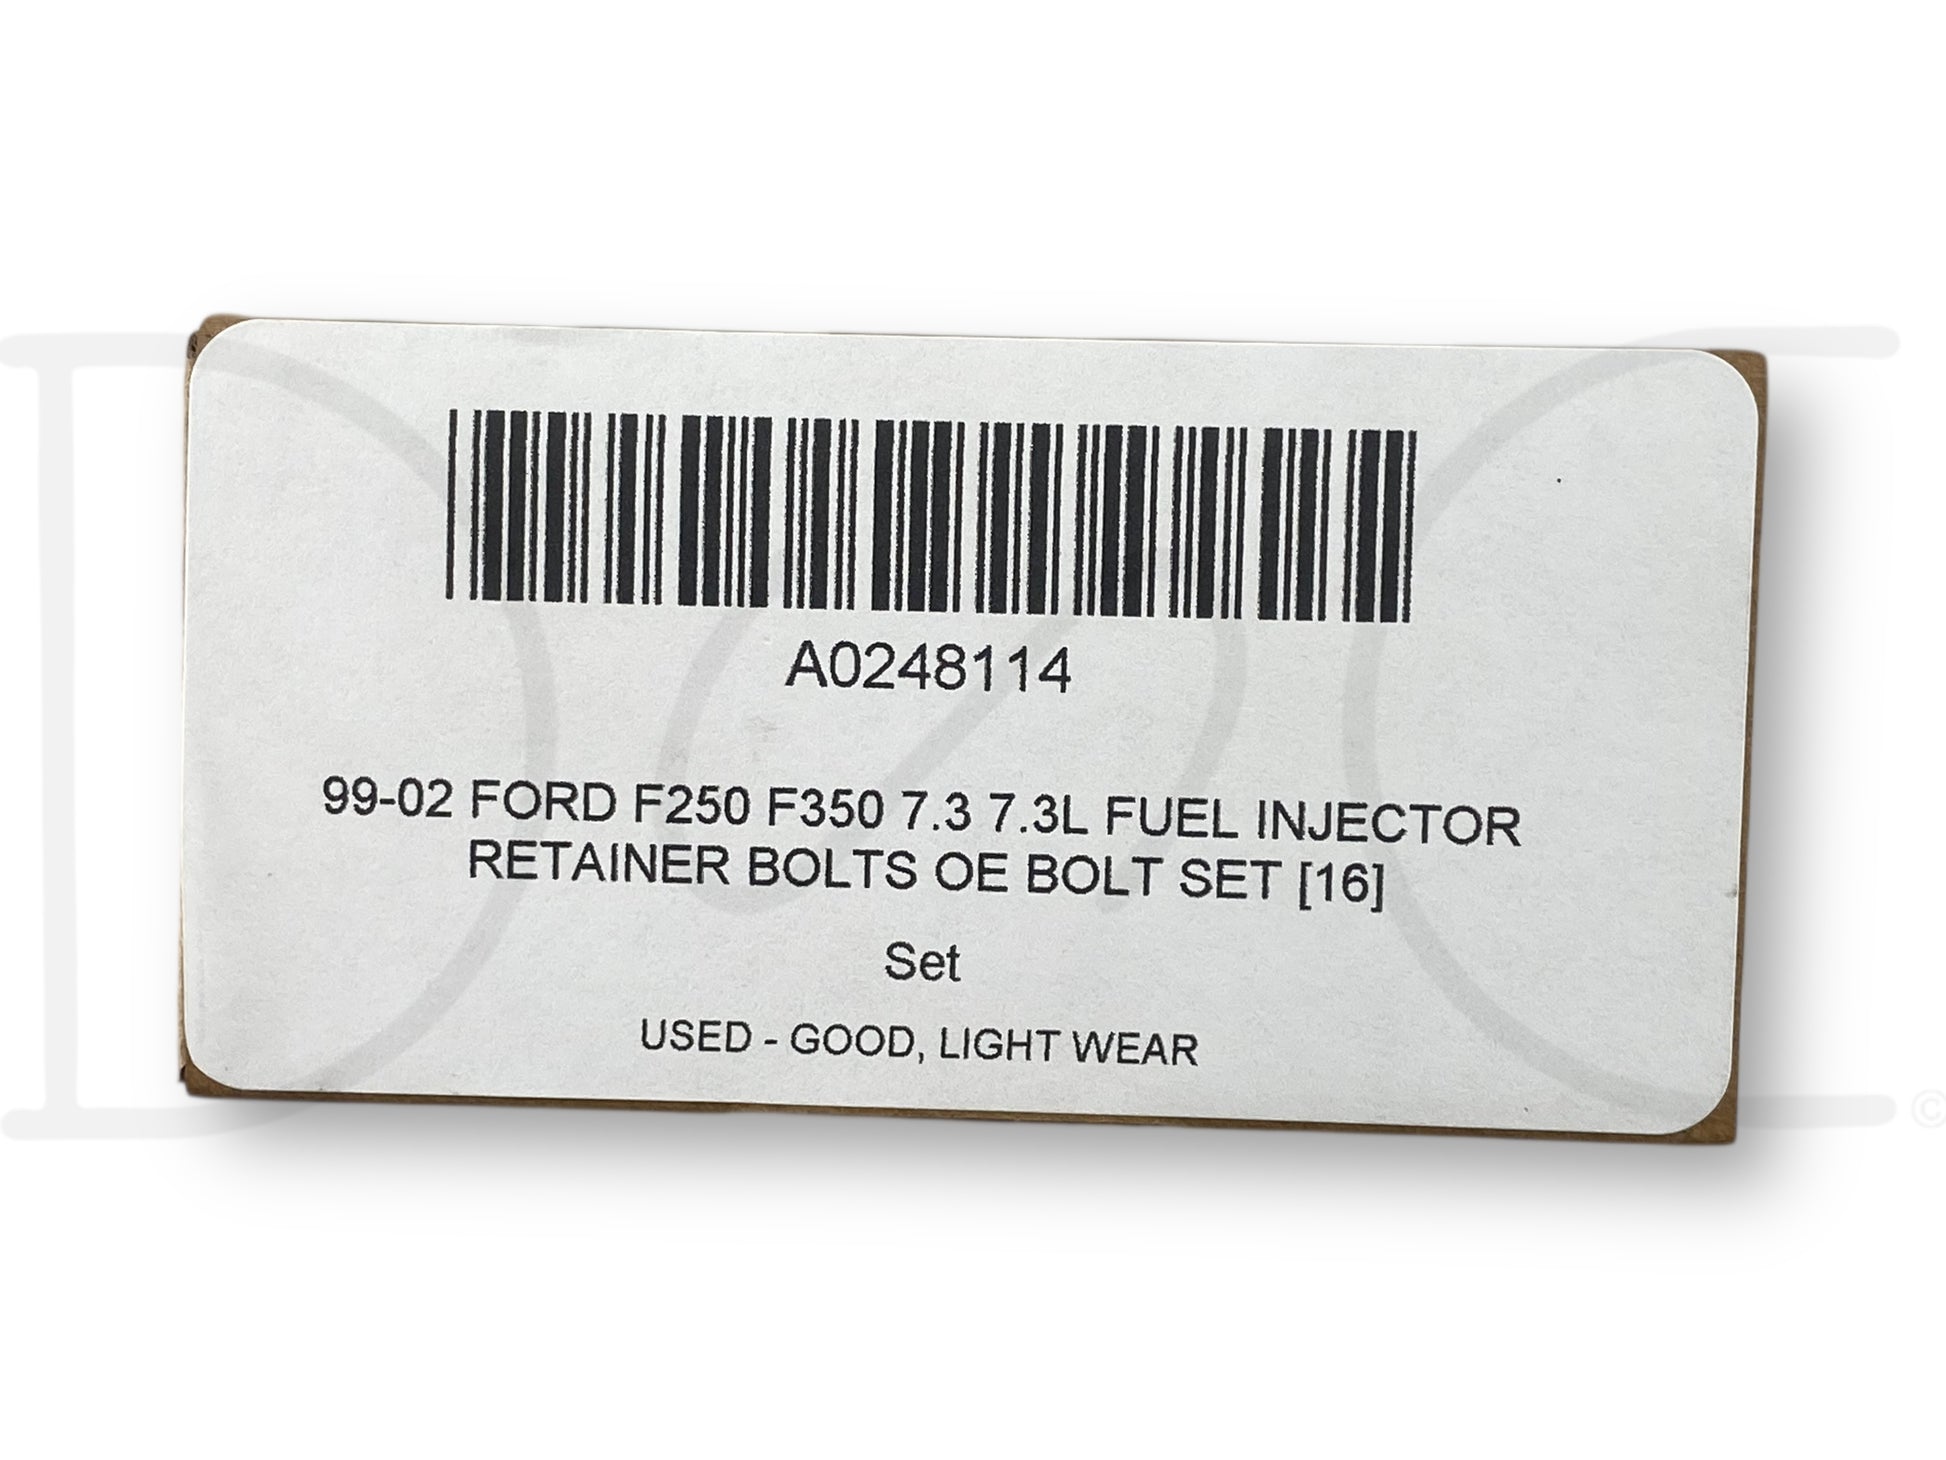 A0248114
99-02 FORD F250 F350 7.3 7.3L FUEL INJECTOR
RETAINER BOLTS OE BOLT SET [16]
Set
USED - GOOD, LIGHT WEAR
©